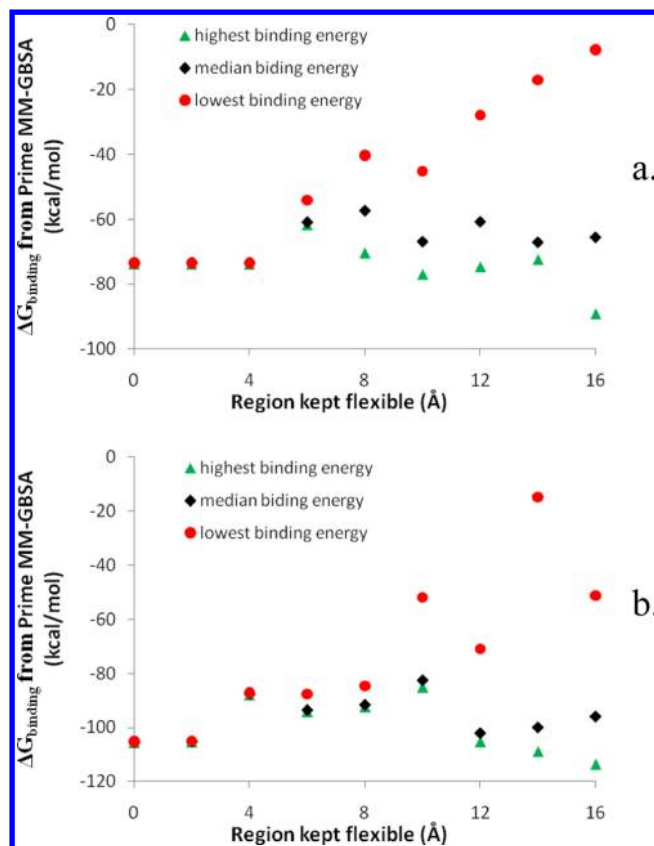 0
-20
-40
-60
-80
-100
ΔGbinding from Prime MM-GBSA
(kcal/mol)
highest binding energy
median biding energy
lowest binding energy
a.
0 4 8 12 16
Region kept flexible (Å)
0
-20
-40
-60
-80
-100
-120
ΔGbinding from Prime MM-GBSA
(kcal/mol)
highest binding energy
median biding energy
lowest binding energy
b.
0 4 8 12 16
Region kept flexible (Å)